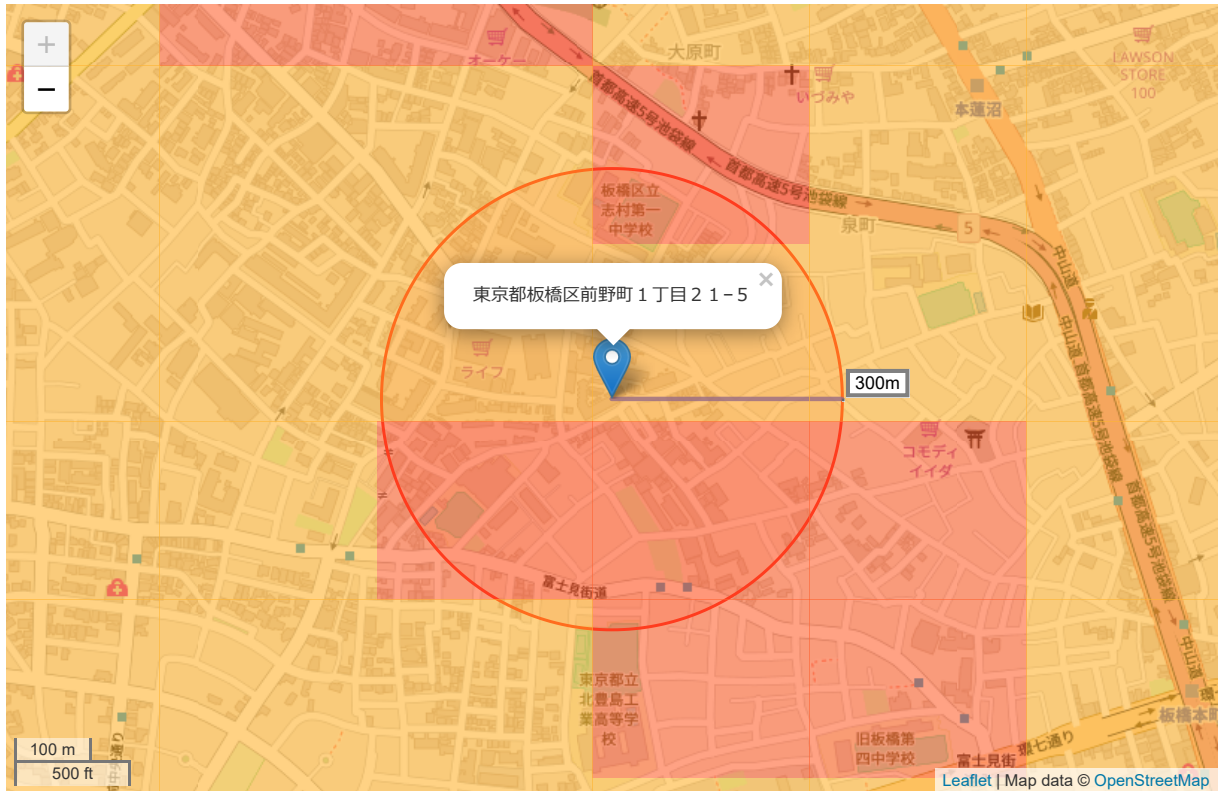 +
−
オーケー
大原町
いづみや
LAWSON
STORE
100
本蓮沼
首都高速5号池袋線
首都高速5号池袋線
板橋区立
志村第一
中学校
泉町
5
中山道
東京都板橋区前野町１丁目２１−５
×
ライフ
300m
中山道
首都高速5号池袋線
コモディ
イイダ
首都高速5号池袋線
富士見街道
中山道
東京都立
北豊島工
業高等学
校
環七通り
板橋本町
旧板橋第
四中学校
富士見街
100 m
500 ft
Leaflet | Map data © OpenStreetMap